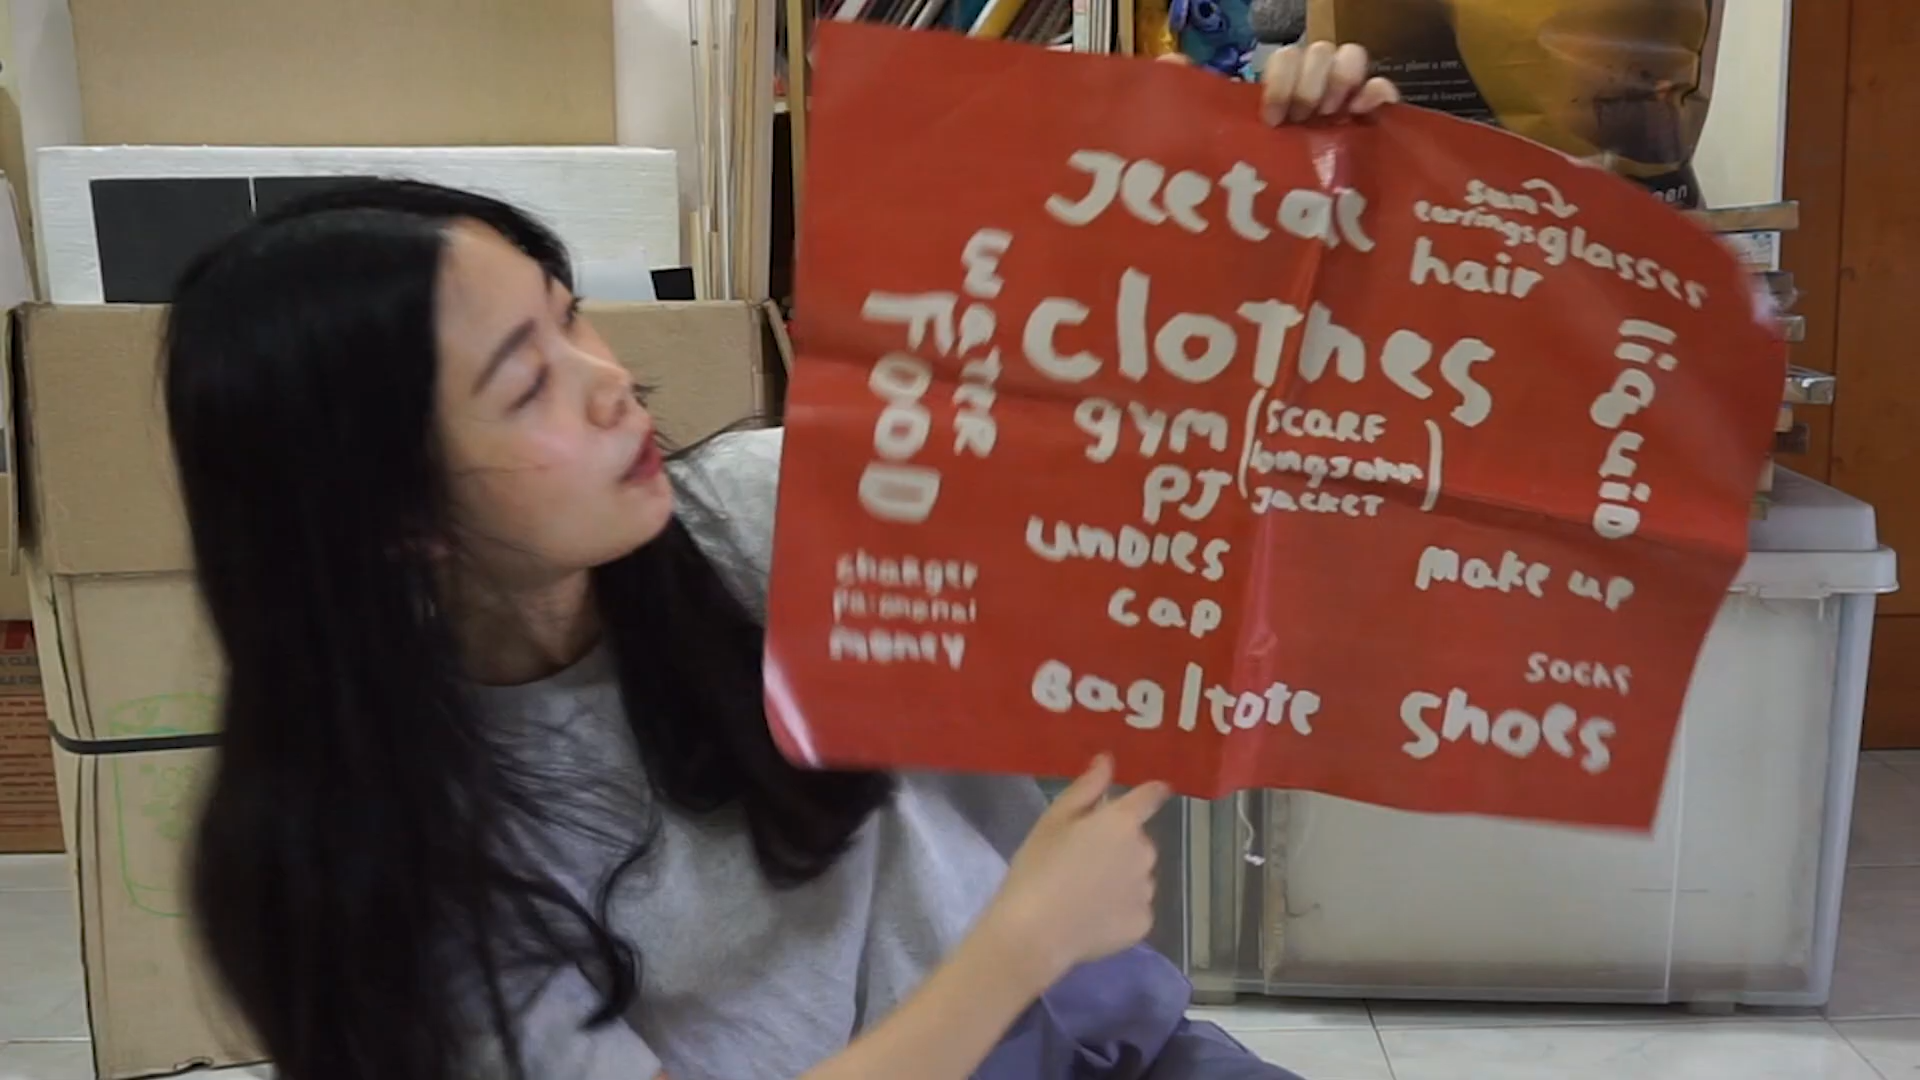 Jeetae
sun
earrings glasses
hair
WATER
FOOD
clothes
gym (SCARF
longjohn
JACKET)
PJ
UNDIES
cap
liquiD
make up
charger
money
Bag/tote
socks
shoes